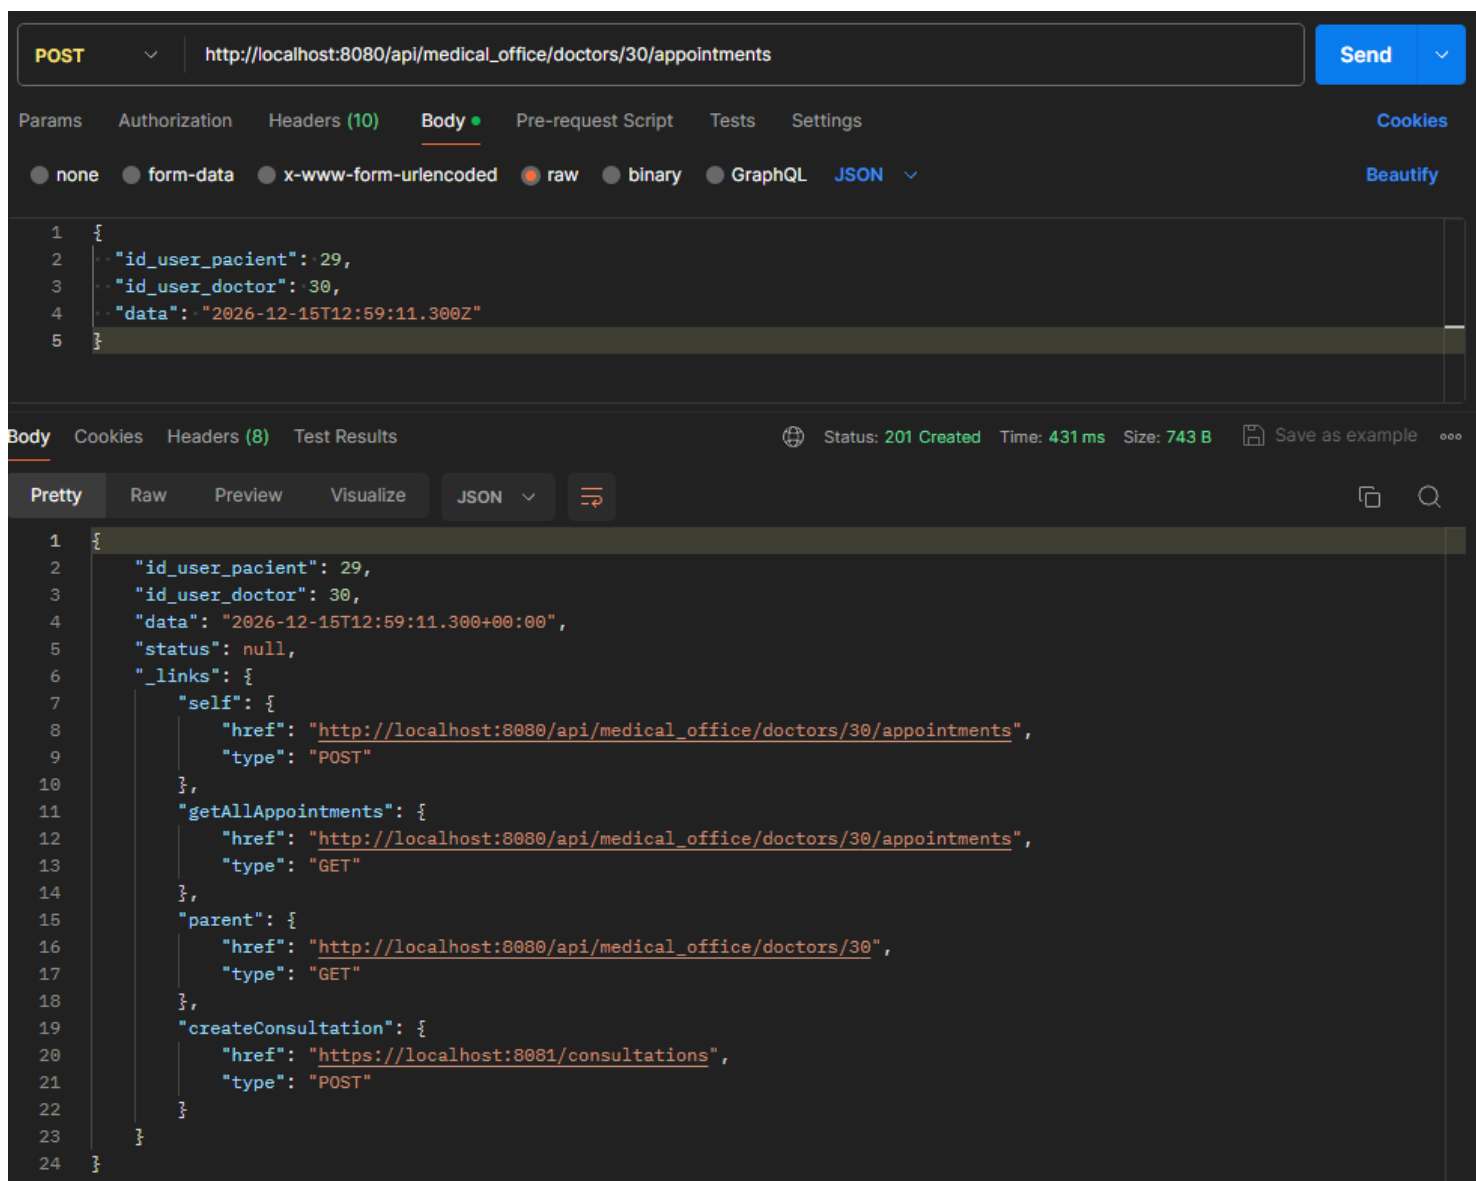 POST http://localhost:8080/api/medical_office/doctors/30/appointments Send
Params Authorization Headers (10) Body Pre-request Script Tests Settings Cookies
none form-data x-www-form-urlencoded raw binary GraphQL JSON Beautify
1 {
2 "id_user_pacient": 29,
3 "id_user_doctor": 30,
4 "data": "2026-12-15T12:59:11.300Z"
5 }
Body Cookies Headers (8) Test Results Status: 201 Created Time: 431 ms Size: 743 B Save as example
Pretty Raw Preview Visualize JSON
1 {
2 "id_user_pacient": 29,
3 "id_user_doctor": 30,
4 "data": "2026-12-15T12:59:11.300+00:00",
5 "status": null,
6 "_links": {
7 "self": {
8 "href": "http://localhost:8080/api/medical_office/doctors/30/appointments",
9 "type": "POST"
10 },
11 "getAllAppointments": {
12 "href": "http://localhost:8080/api/medical_office/doctors/30/appointments",
13 "type": "GET"
14 },
15 "parent": {
16 "href": "http://localhost:8080/api/medical_office/doctors/30",
17 "type": "GET"
18 },
19 "createConsultation": {
20 "href": "https://localhost:8081/consultations",
21 "type": "POST"
22 }
23 }
24 }